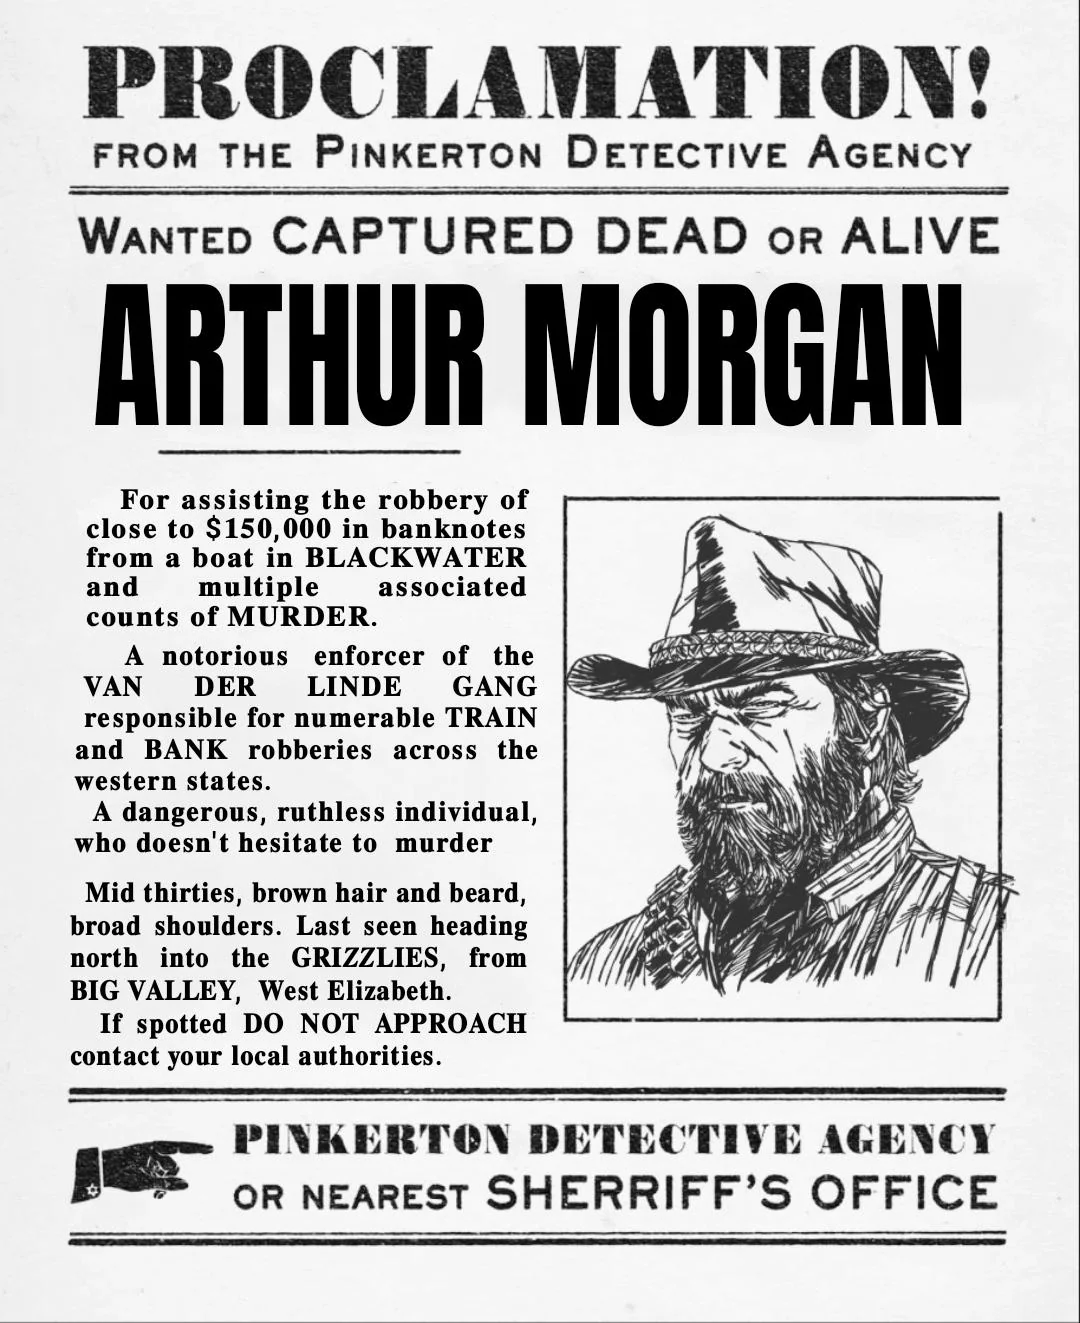 PROCLAMATION!
FROM THE PINKERTON DETECTIVE AGENCY
WANTED CAPTURED DEAD OR ALIVE
ARTHUR MORGAN
For assisting the robbery of
close to $150,000 in banknotes
from a boat in BLACKWATER
and multiple associated
counts of MURDER.
A notorious enforcer of the
VAN DER LINDE GANG
responsible for numerable TRAIN
and BANK robberies across the
western states.
A dangerous, ruthless individual,
who doesn't hesitate to murder
Mid thirties, brown hair and beard,
broad shoulders. Last seen heading
north into the GRIZZLIES, from
BIG VALLEY, West Elizabeth.
If spotted DO NOT APPROACH
contact your local authorities.
PINKERTON DETECTIVE AGENCY
OR NEAREST SHERRIFF'S OFFICE